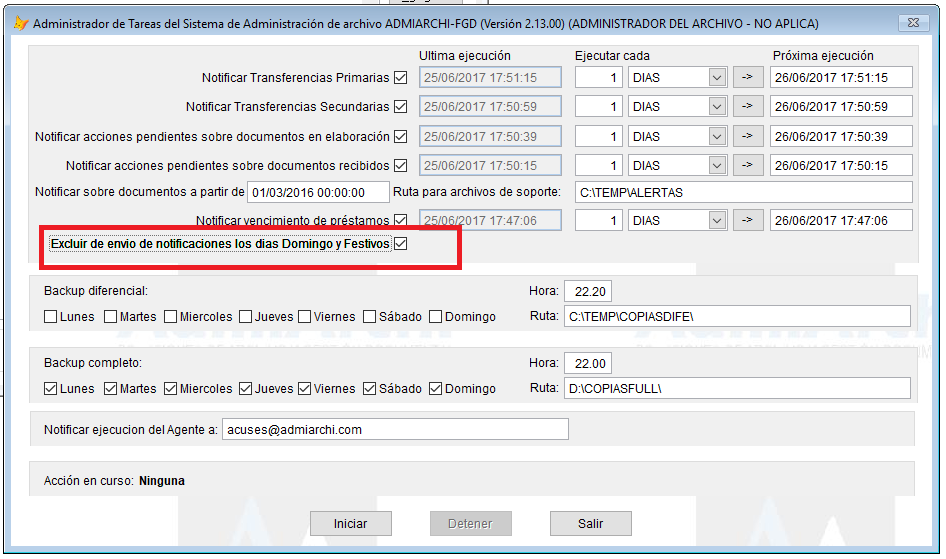 Administrador de Tareas del Sistema de Administración de archivo ADMIARCHI-FGD (Versión 2.13.00) (ADMINISTRADOR DEL ARCHIVO - NO APLICA)
Ultima ejecución Ejecutar cada Próxima ejecución
Notificar Transferencias Primarias 25/06/2017 17:51:15 1 DIAS -> 26/06/2017 17:51:15
Notificar Transferencias Secundarias 25/06/2017 17:50:59 1 DIAS -> 26/06/2017 17:50:59
Notificar acciones pendientes sobre documentos en elaboración 25/06/2017 17:50:39 1 DIAS -> 26/06/2017 17:50:39
Notificar acciones pendientes sobre documentos recibidos 25/06/2017 17:50:15 1 DIAS -> 26/06/2017 17:50:15
Notificar sobre documentos a partir de 01/03/2016 00:00:00 Ruta para archivos de soporte: C:\TEMP\ALERTAS
Notificar vencimiento de préstamos 25/06/2017 17:47:06 1 DIAS -> 26/06/2017 17:47:06
Excluir de envio de notificaciones los dias Domingo y Festivos
Backup diferencial: Hora: 22.20
Lunes Martes Miercoles Jueves Viernes Sábado Domingo Ruta: C:\TEMP\COPIASDIFE\
Backup completo: Hora: 22.00
Lunes Martes Miercoles Jueves Viernes Sábado Domingo Ruta: D:\COPIASFULL\
Notificar ejecucion del Agente a: acuses@admiarchi.com
Acción en curso: Ninguna
Iniciar Detener Salir